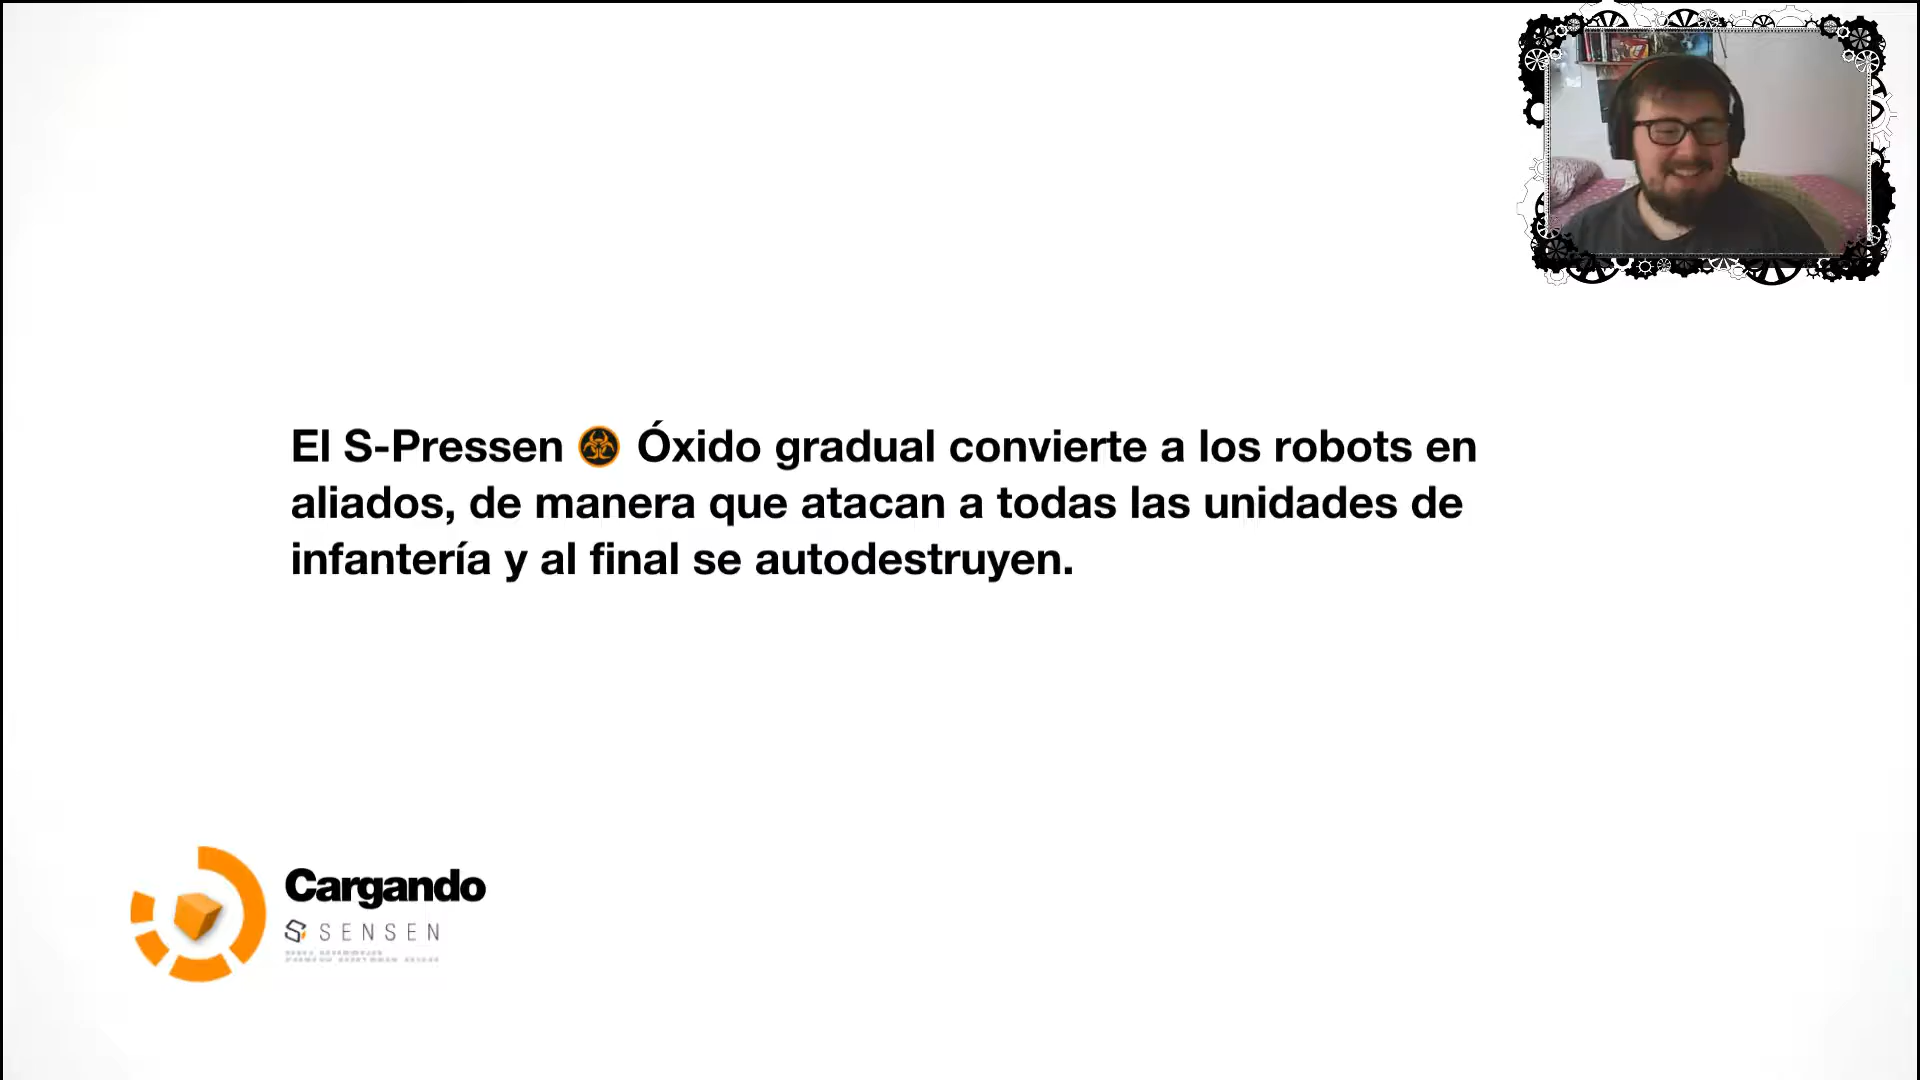 El S-Pressen Óxido gradual convierte a los robots en
aliados, de manera que atacan a todas las unidades de
infantería y al final se autodestruyen.
Cargando
SENSEN